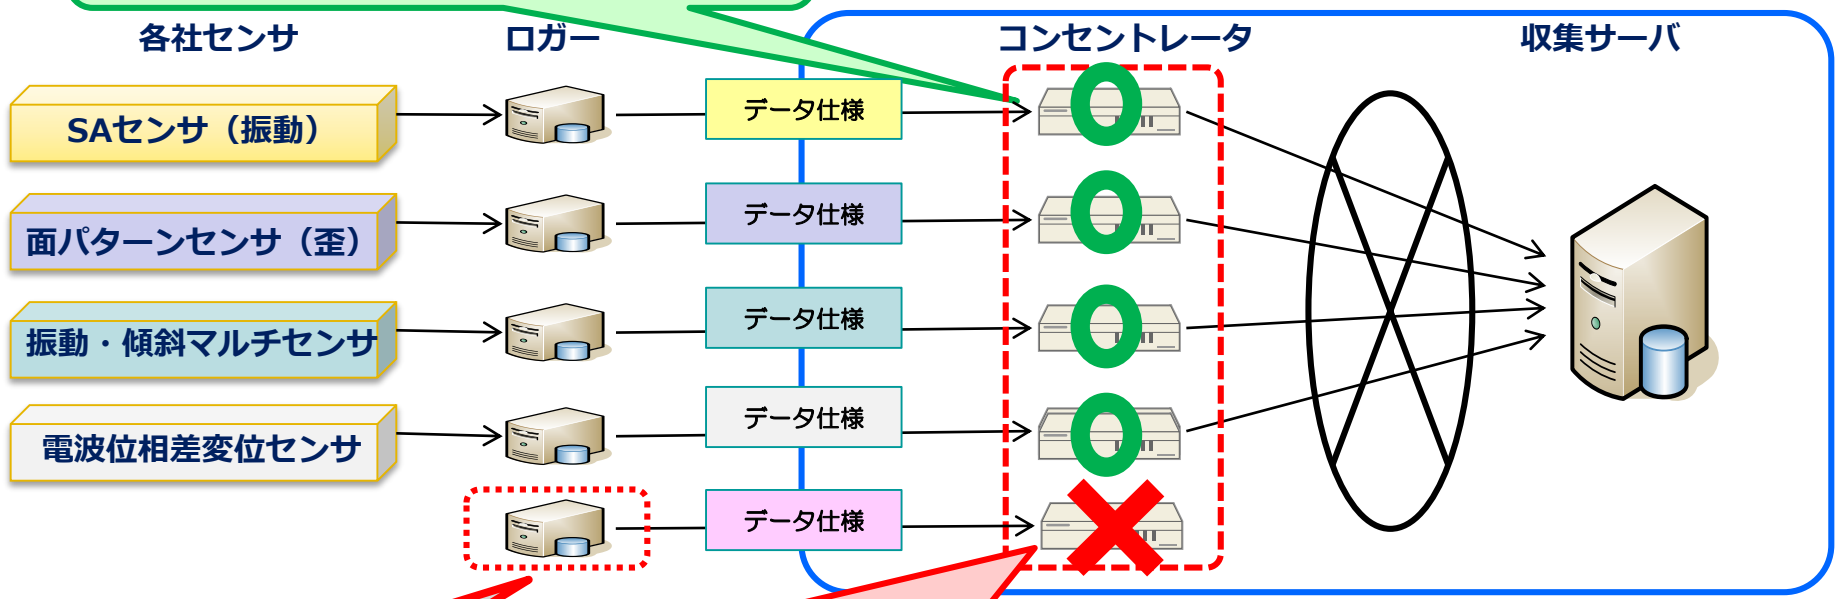 各社センサ
ロガー
コンセントレータ
収集サーバ
SAセンサ（振動）
データ仕様
面パターンセンサ（歪）
データ仕様
振動・傾斜マルチセンサ
データ仕様
電波位相差変位センサ
データ仕様
データ仕様